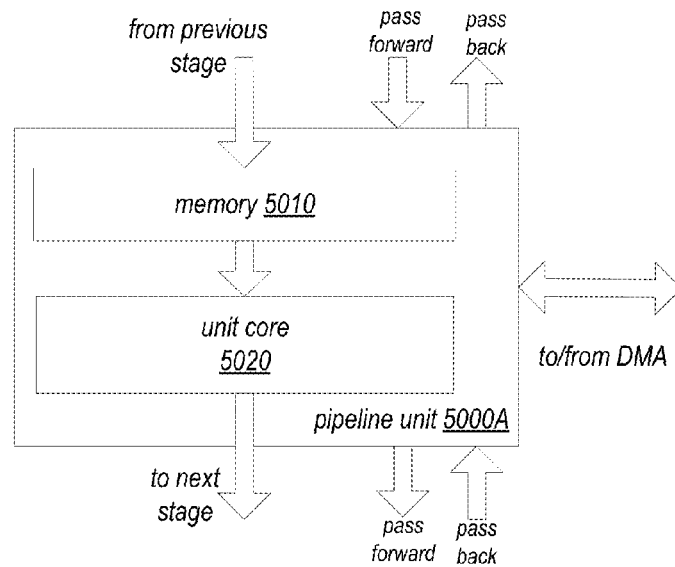 from previous
stage
pass
forward
pass
back
memory 5010
unit core
5020
to/from DMA
pipeline unit 5000A
to next
stage
pass
forward
pass
back